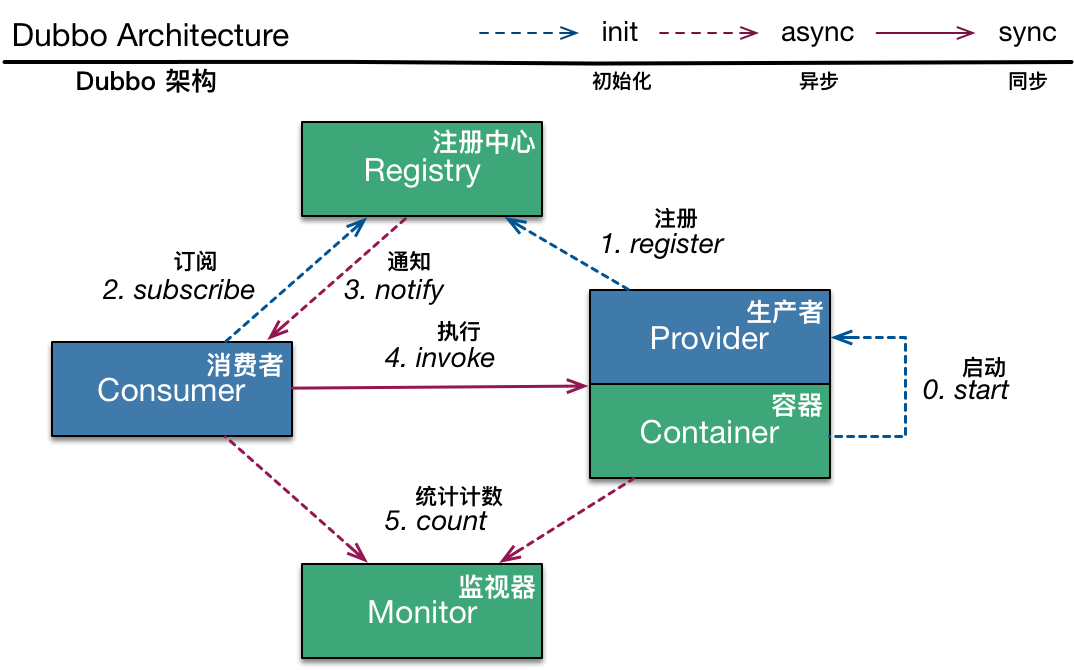 Dubbo Architecture
init
async
sync
Dubbo 架构
初始化
异步
同步
注册中心
Registry
注册
1. register
订阅
2. subscribe
通知
3. notify
生产者
Provider
执行
4. invoke
消费者
Consumer
启动
0. start
容器
Container
统计计数
5. count
监视器
Monitor